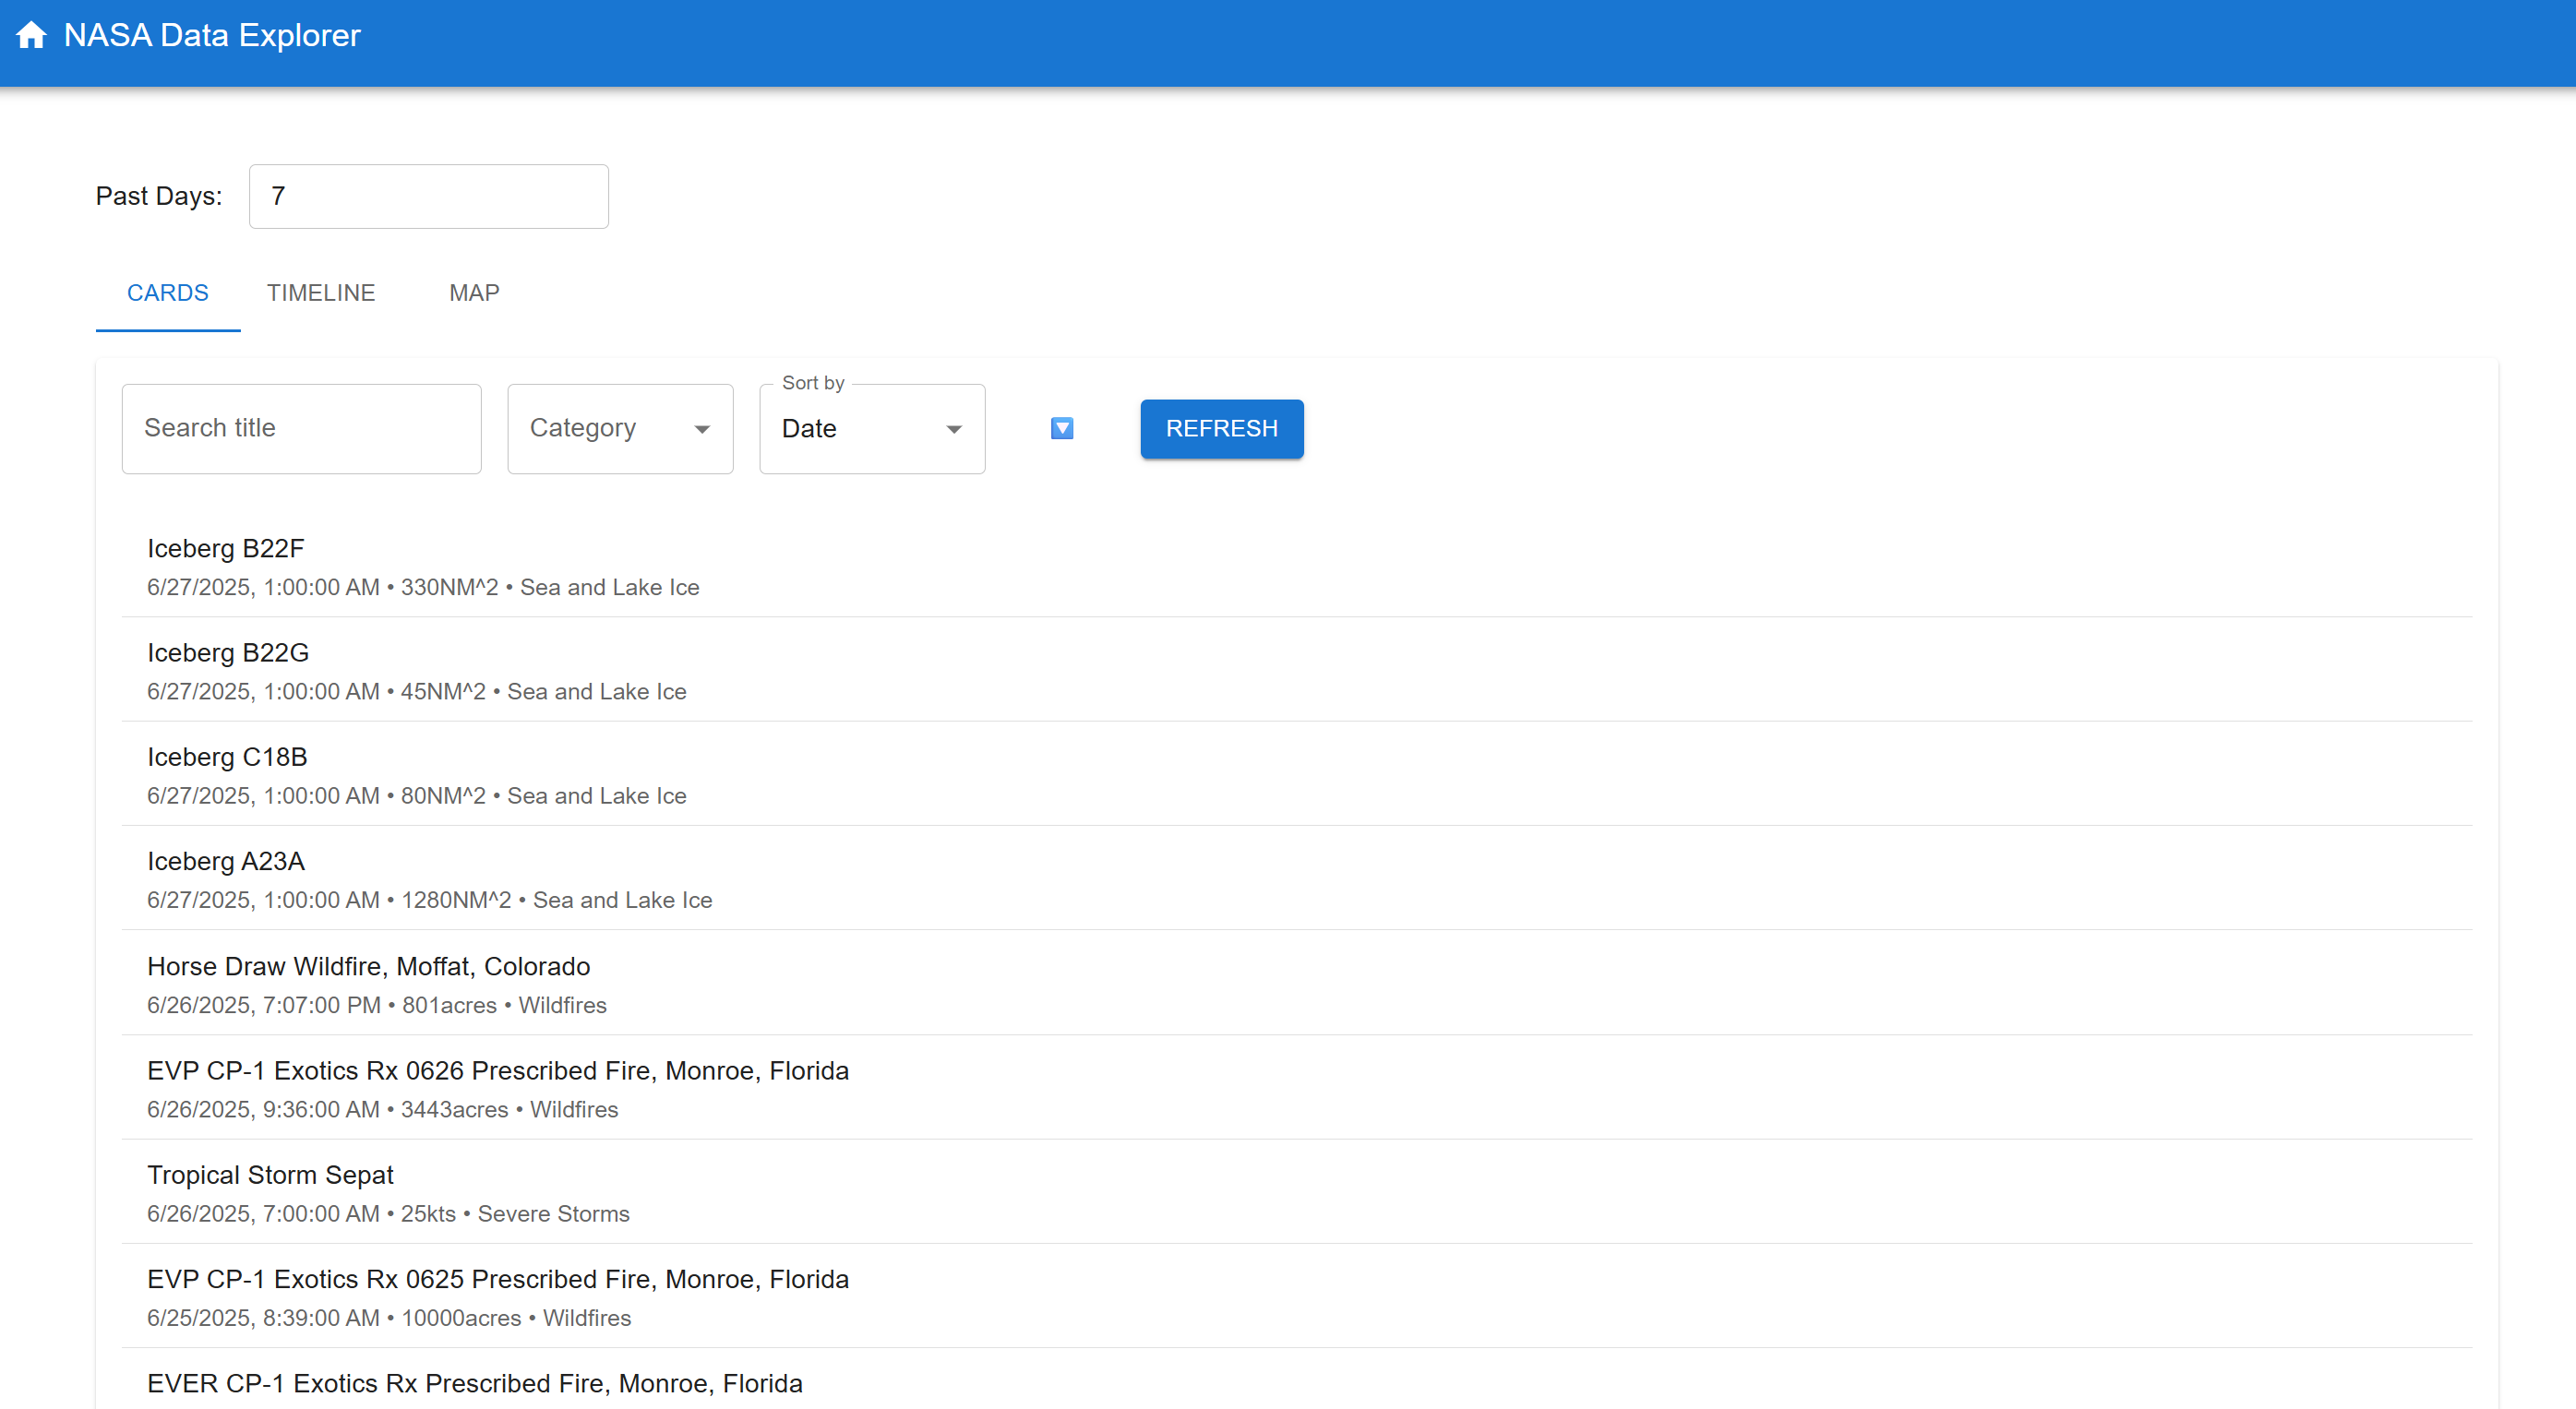 NASA Data Explorer
Past Days: 7
CARDS TIMELINE MAP
Search title Category Sort by Date REFRESH
Iceberg B22F
6/27/2025, 1:00:00 AM • 330NM^2 • Sea and Lake Ice
Iceberg B22G
6/27/2025, 1:00:00 AM • 45NM^2 • Sea and Lake Ice
Iceberg C18B
6/27/2025, 1:00:00 AM • 80NM^2 • Sea and Lake Ice
Iceberg A23A
6/27/2025, 1:00:00 AM • 1280NM^2 • Sea and Lake Ice
Horse Draw Wildfire, Moffat, Colorado
6/26/2025, 7:07:00 PM • 801acres • Wildfires
EVP CP-1 Exotics Rx 0626 Prescribed Fire, Monroe, Florida
6/26/2025, 9:36:00 AM • 3443acres • Wildfires
Tropical Storm Sepat
6/26/2025, 7:00:00 AM • 25kts • Severe Storms
EVP CP-1 Exotics Rx 0625 Prescribed Fire, Monroe, Florida
6/25/2025, 8:39:00 AM • 10000acres • Wildfires
EVER CP-1 Exotics Rx Prescribed Fire, Monroe, Florida